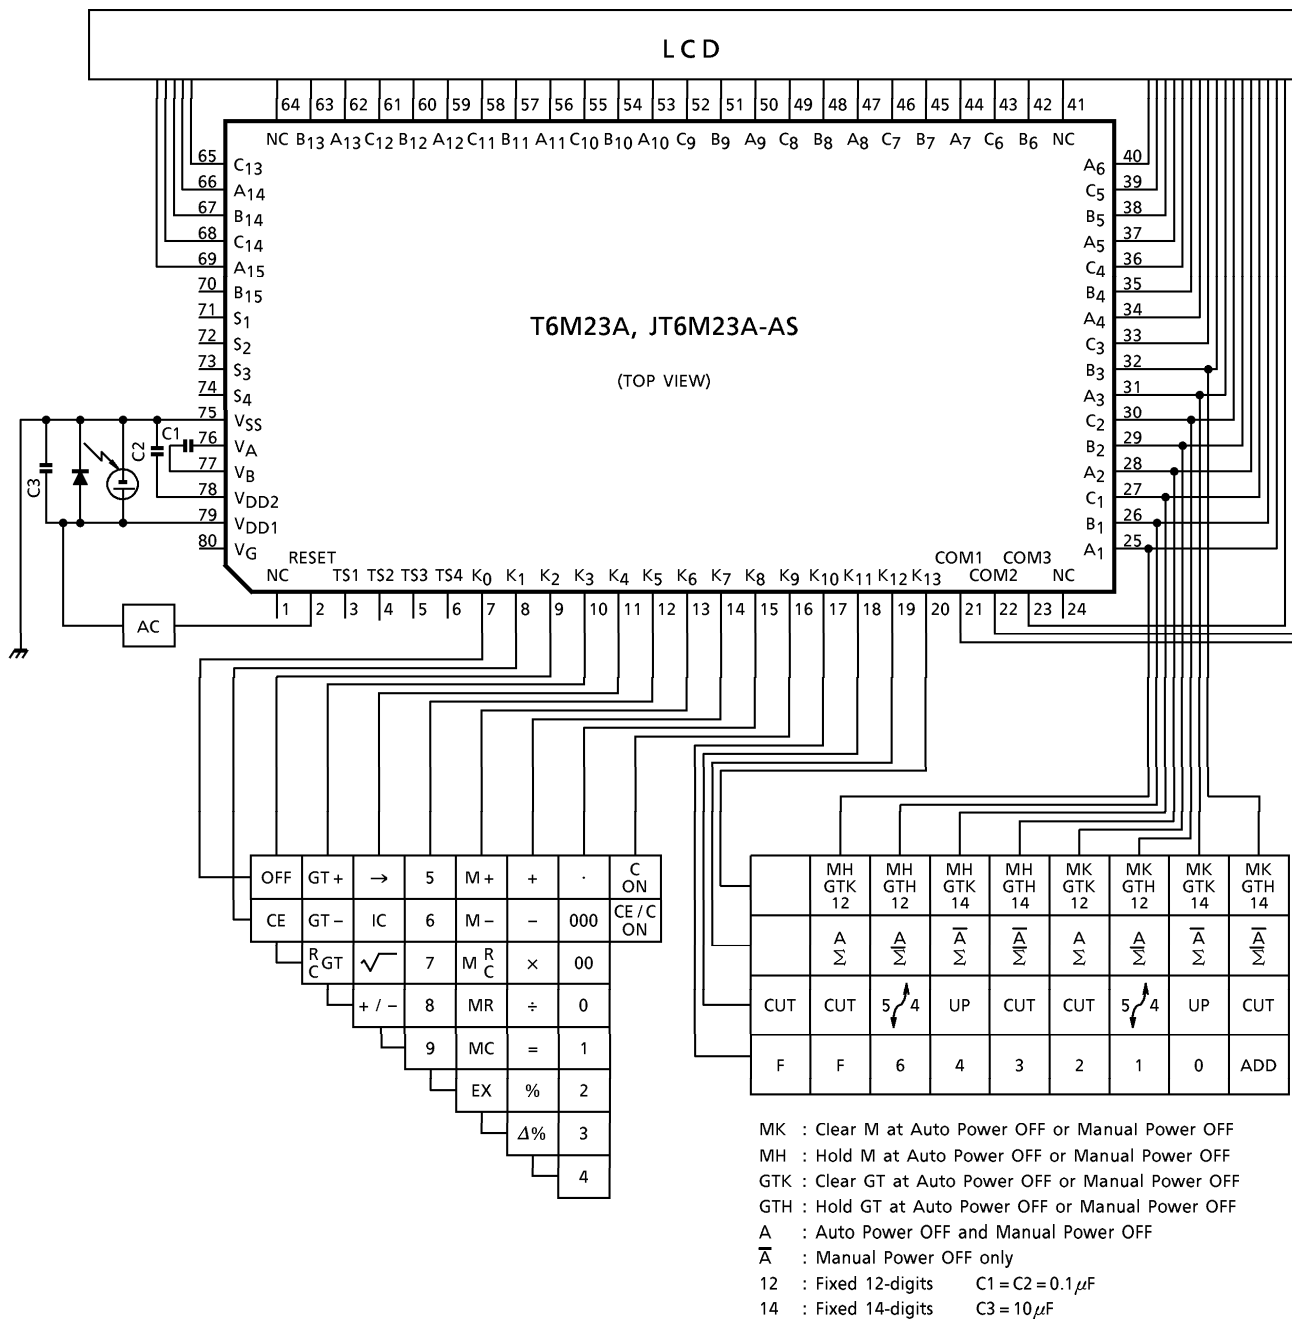 LCD
64 63 62 61 60 59 58 57 56 55 54 53 52 51 50 49 48 47 46 45 44 43 42 41
NC B13 A13 C12 B12 A12 C11 B11 A11 C10 B10 A10 C9 B9 A9 C8 B8 A8 C7 B7 A7 C6 B6 NC
65 C13 A6 40
66 A14 C5 39
67 B14 B5 38
68 C14 A5 37
69 A15 C4 36
70 B15 B4 35
71 S1 A4 34
72 S2 C3 33
73 S3 B3 32
74 S4 A3 31
75 VSS C2 30
76 VA B2 29
77 VB A2 28
78 VDD2 C1 27
79 VDD1 B1 26
80 VG A1 25
T6M23A, JT6M23A-AS
(TOP VIEW)
C1
C2
C3
RESET COM1 COM3
NC TS1 TS2 TS3 TS4 K0 K1 K2 K3 K4 K5 K6 K7 K8 K9 K10 K11 K12 K13 COM2 NC
1 2 3 4 5 6 7 8 9 10 11 12 13 14 15 16 17 18 19 20 21 22 23 24
AC
OFF GT+ → 5 M+ + · C ON
CE GT− IC 6 M− − 000 CE/C ON
R C GT √ 7 M R C × 00
+/− 8 MR ÷ 0
9 MC = 1
EX % 2
Δ% 3
4
MH MH MH MH MK MK MK MK
GTK GTH GTK GTH GTK GTH GTK GTH
12 12 14 14 12 12 14 14
A A A̅ A̅ A A A̅ A̅
Σ Σ̅ Σ Σ̅ Σ Σ̅ Σ Σ̅
CUT CUT 5 4 UP CUT CUT 5 4 UP CUT
F F 6 4 3 2 1 0 ADD
MK : Clear M at Auto Power OFF or Manual Power OFF
MH : Hold M at Auto Power OFF or Manual Power OFF
GTK : Clear GT at Auto Power OFF or Manual Power OFF
GTH : Hold GT at Auto Power OFF or Manual Power OFF
A : Auto Power OFF and Manual Power OFF
A̅ : Manual Power OFF only
12 : Fixed 12-digits C1 = C2 = 0.1 μF
14 : Fixed 14-digits C3 = 10 μF